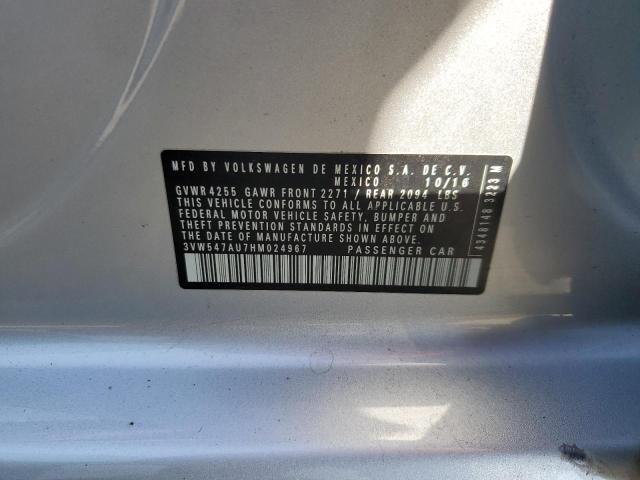 MFD BY VOLKSWAGEN DE MEXICO S.A. DE C.V.
MEXICO 10/16
GVWR 4255 GAWR FRONT 2271 / REAR 2094 LBS
THIS VEHICLE CONFORMS TO ALL APPLICABLE U.S.
FEDERAL MOTOR VEHICLE SAFETY, BUMPER AND
THEFT PREVENTION STANDARDS IN EFFECT ON THE
DATE OF MANUFACTURE SHOWN ABOVE.
3VW547AU7HM024967 PASSENGER CAR
4348148 3223 M